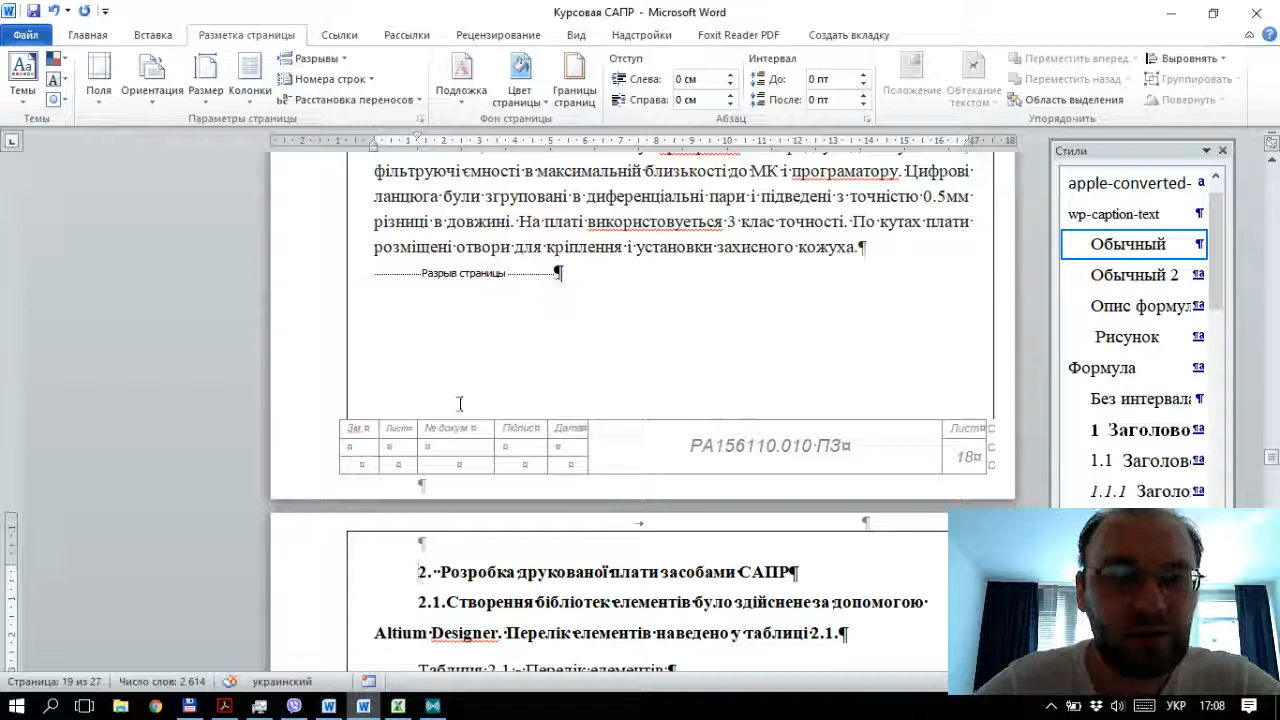 Курсовая САПР - Microsoft Word
Файл Главная Вставка Разметка страницы Ссылки Рассылки Рецензирование Вид Надстройки Foxit Reader PDF Создать вкладку
Темы Поля Ориентация Размер Колонки Разрывы Номера строк Расстановка переносов
Подложка Цвет страницы Границы страниц
Отступ Интервал
Слева: 0 см До: 0 пт
Справа: 0 см После: 0 пт
Положение Обтекание текстом Переместить вперед Переместить назад Область выделения Выровнять Группировать Повернуть
Темы Параметры страницы Фон страницы Абзац Упорядочить
фільтруючі ємності в максимальній близькості до МК і програматору. Цифрові
ланцюга були згруповані в диференціальні пари і підведені з точністю 0.5мм
різниці в довжині. На платі використовуеться 3 клас точності. По кутах плати
розміщені отвори для кріплення і установки захисного кожуха.¶
Разрыв страницы ¶
Зм.¤ Лист¤ № докум ¤ Підпис¤ Дата¤
РА156110.010 ПЗ¤
Лист¤
18¤
2. Розробка друкованої плати засобами САПР¶
2.1.Створення бібліотек елементів було здійснене за допомогою
Altium Designer. Перелік елементів наведено у таблиці 2.1.¶
Таблиця 2.1 - Перелік елементів ¶
Стили
apple-converted-
wp-caption-text
Обычный
Обычный 2
Опис формул
Рисунок
Формула
Без интервала
1 Заголово
1.1 Заголов
1.1.1 Заголо
Страница: 19 из 27 Число слов: 2 614 украинский
УКР 17:08